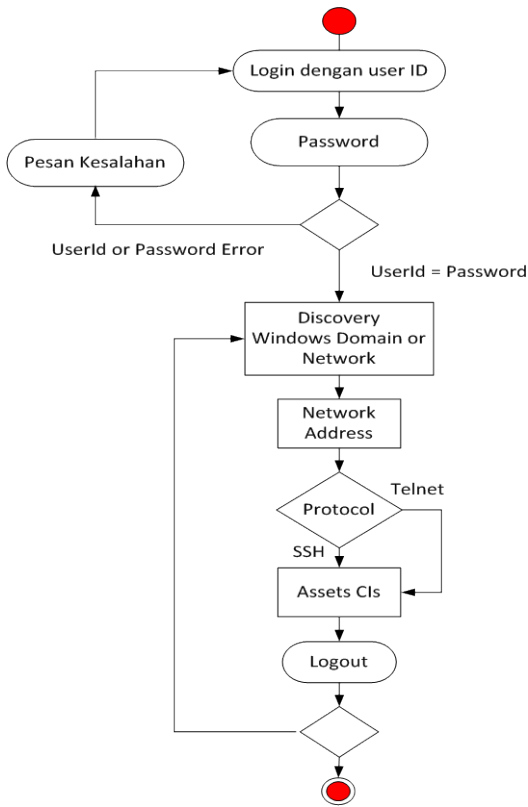 Login dengan user ID
Password
Pesan Kesalahan
UserId or Password Error
UserId = Password
Discovery
Windows Domain or
Network
Network
Address
Telnet
Protocol
SSH
Assets CIs
Logout